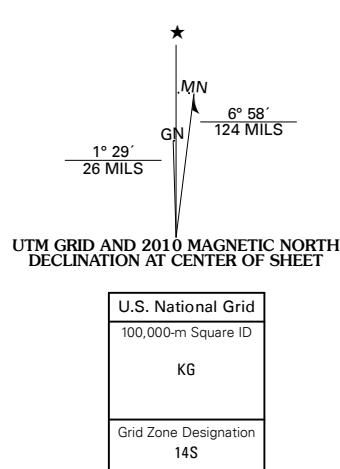 ★
MN
GN
6° 58´
124 MILS
1° 29´
26 MILS
UTM GRID AND 2010 MAGNETIC NORTH
DECLINATION AT CENTER OF SHEET
U.S. National Grid
100,000-m Square ID
KG
Grid Zone Designation
14S